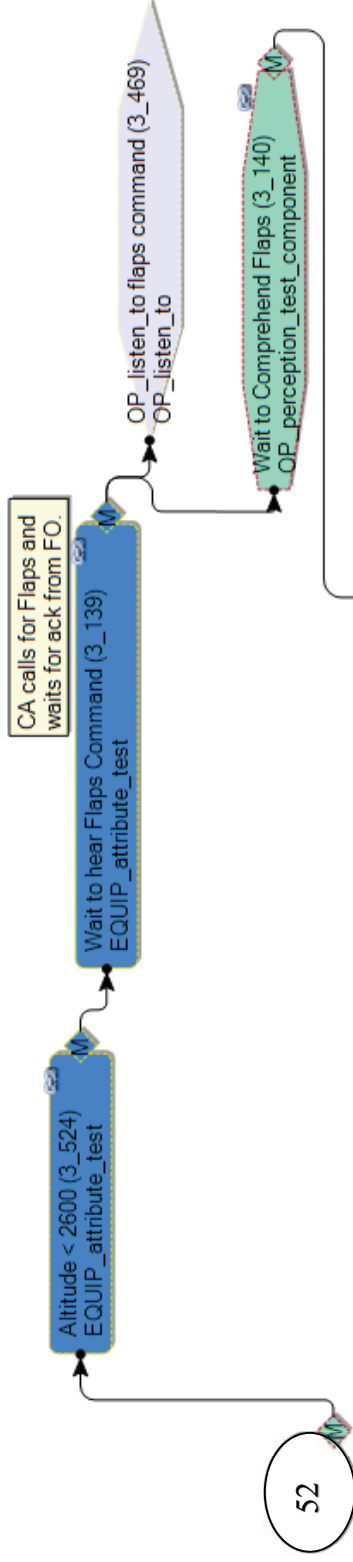 52
M
Altitude < 2600 (3_524)
EQUIP_attribute_test
M
CA calls for Flaps and
waits for ack from FO.
Wait to hear Flaps Command (3_139)
EQUIP_attribute_test
M
OP_listen_to flaps command (3_469)
OP_listen_to
Wait to Comprehend Flaps (3_140)
OP_perception_test_component
M